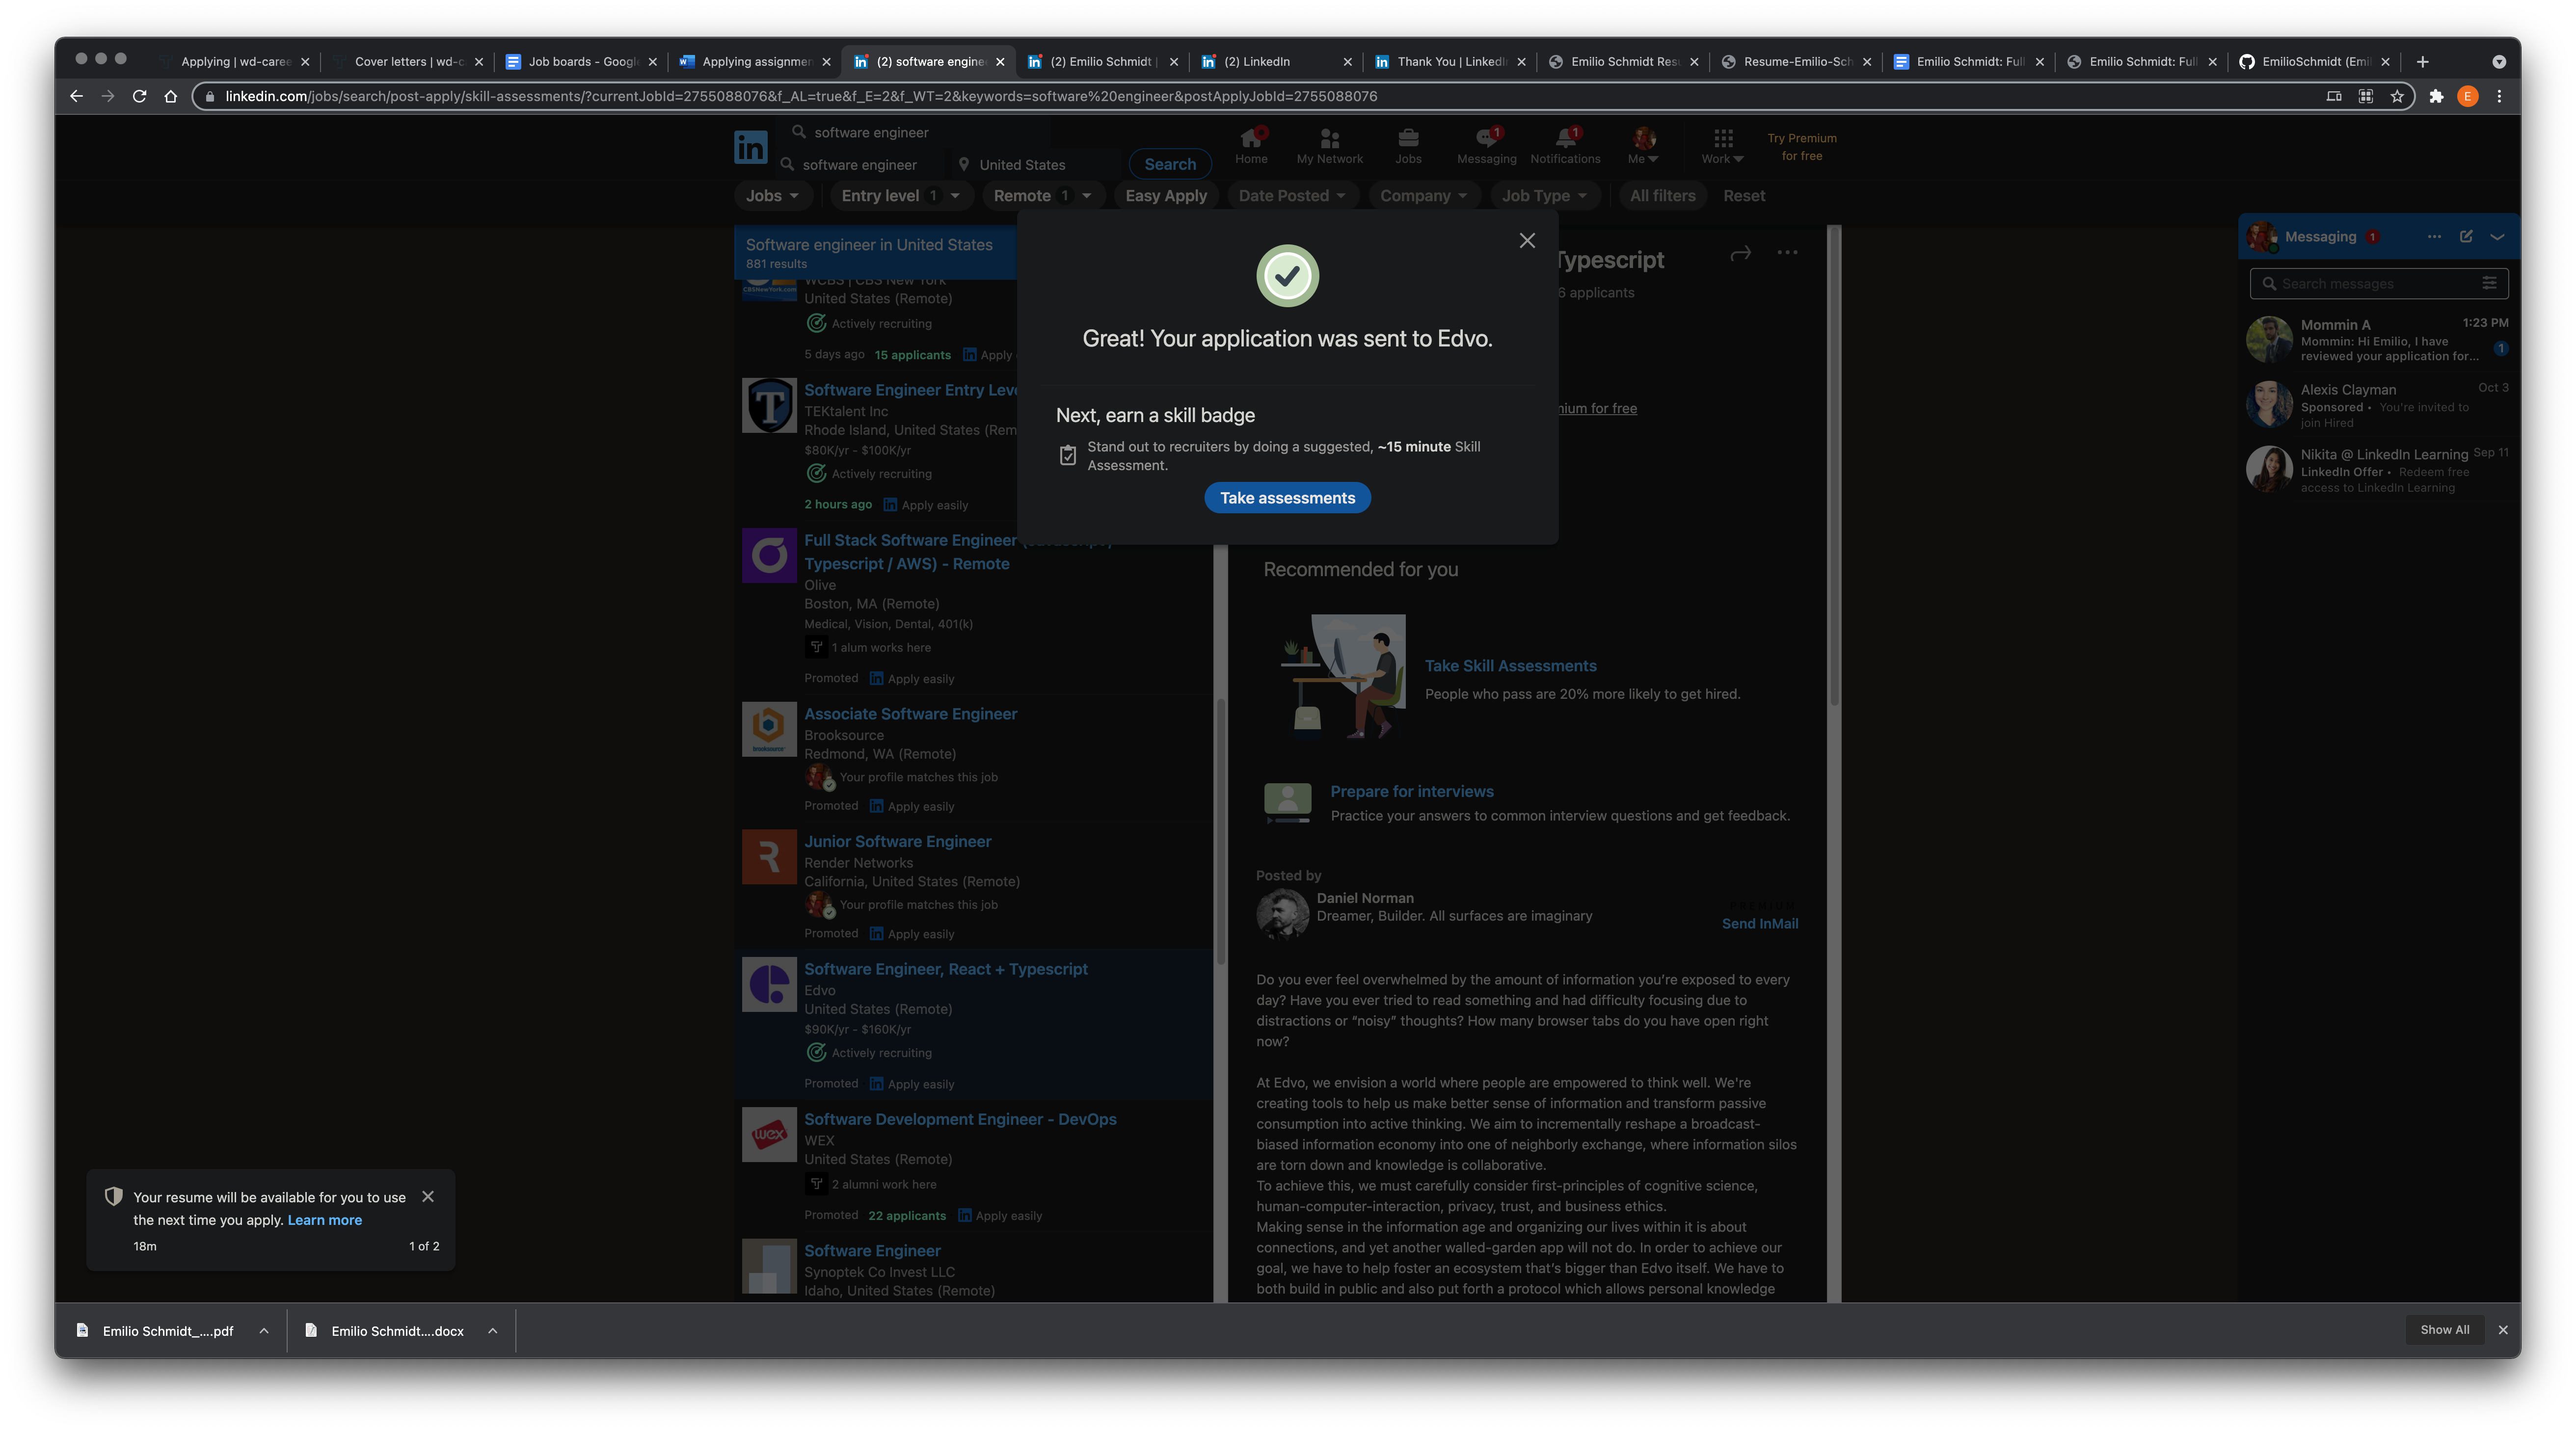 Applying | wd-caree
Cover letters | wd-c
Job boards - Google
Applying assignmen
(2) software enginee
(2) Emilio Schmidt |
(2) LinkedIn
Thank You | LinkedIn
Emilio Schmidt Resu
Resume-Emilio-Sch
Emilio Schmidt: Full
Emilio Schmidt: Full
EmilioSchmidt (Emil
linkedin.com/jobs/search/post-apply/skill-assessments/?currentJobId=2755088076&f_AL=true&f_E=2&f_WT=2&keywords=software%20engineer&postApplyJobId=2755088076
E
in
software engineer
software engineer
United States
Search
Home
My Network
Jobs
1
Messaging
1
Notifications
Me
Work
Try Premium
for free
Jobs
Entry level 1
Remote 1
Easy Apply
Date Posted
Company
Job Type
All filters
Reset
Software engineer in United States
881 results
CBSNewYork.com
WCBS | CBS New York
United States (Remote)
Actively recruiting
5 days ago 15 applicants Apply
Software Engineer Entry Leve
TEKtalent Inc
Rhode Island, United States (Rem
$80K/yr - $100K/yr
Actively recruiting
2 hours ago Apply easily
Full Stack Software Engineer (JavaScript/
Typescript / AWS) - Remote
Olive
Boston, MA (Remote)
Medical, Vision, Dental, 401(k)
1 alum works here
Promoted Apply easily
brooksource
Associate Software Engineer
Brooksource
Redmond, WA (Remote)
Your profile matches this job
Promoted Apply easily
Junior Software Engineer
Render Networks
California, United States (Remote)
Your profile matches this job
Promoted Apply easily
Software Engineer, React + Typescript
Edvo
United States (Remote)
$90K/yr - $160K/yr
Actively recruiting
Promoted Apply easily
wex
Software Development Engineer - DevOps
WEX
United States (Remote)
2 alumni work here
Promoted 22 applicants Apply easily
Software Engineer
Synoptek Co Invest LLC
Idaho, United States (Remote)
Great! Your application was sent to Edvo.
Next, earn a skill badge
Stand out to recruiters by doing a suggested, ~15 minute Skill
Assessment.
Take assessments
Typescript
6 applicants
nium for free
Recommended for you
Take Skill Assessments
People who pass are 20% more likely to get hired.
Prepare for interviews
Practice your answers to common interview questions and get feedback.
Posted by
Daniel Norman
Dreamer, Builder. All surfaces are imaginary
PREMIUM
Send InMail
Do you ever feel overwhelmed by the amount of information you’re exposed to every
day? Have you ever tried to read something and had difficulty focusing due to
distractions or “noisy” thoughts? How many browser tabs do you have open right
now?
At Edvo, we envision a world where people are empowered to think well. We're
creating tools to help us make better sense of information and transform passive
consumption into active thinking. We aim to incrementally reshape a broadcast-
biased information economy into one of neighborly exchange, where information silos
are torn down and knowledge is collaborative.
To achieve this, we must carefully consider first-principles of cognitive science,
human-computer-interaction, privacy, trust, and business ethics.
Making sense in the information age and organizing our lives within it is about
connections, and yet another walled-garden app will not do. In order to achieve our
goal, we have to help foster an ecosystem that’s bigger than Edvo itself. We have to
both build in public and also put forth a protocol which allows personal knowledge
Messaging 1
Search messages
Mommin A 1:23 PM
Mommin: Hi Emilio, I have
reviewed your application for... 1
Alexis Clayman Oct 3
Sponsored • You’re invited to
join Hired
Nikita @ LinkedIn Learning Sep 11
LinkedIn Offer • Redeem free
access to LinkedIn Learning
Your resume will be available for you to use
the next time you apply. Learn more
18m 1 of 2
Emilio Schmidt_....pdf
Emilio Schmidt....docx
Show All